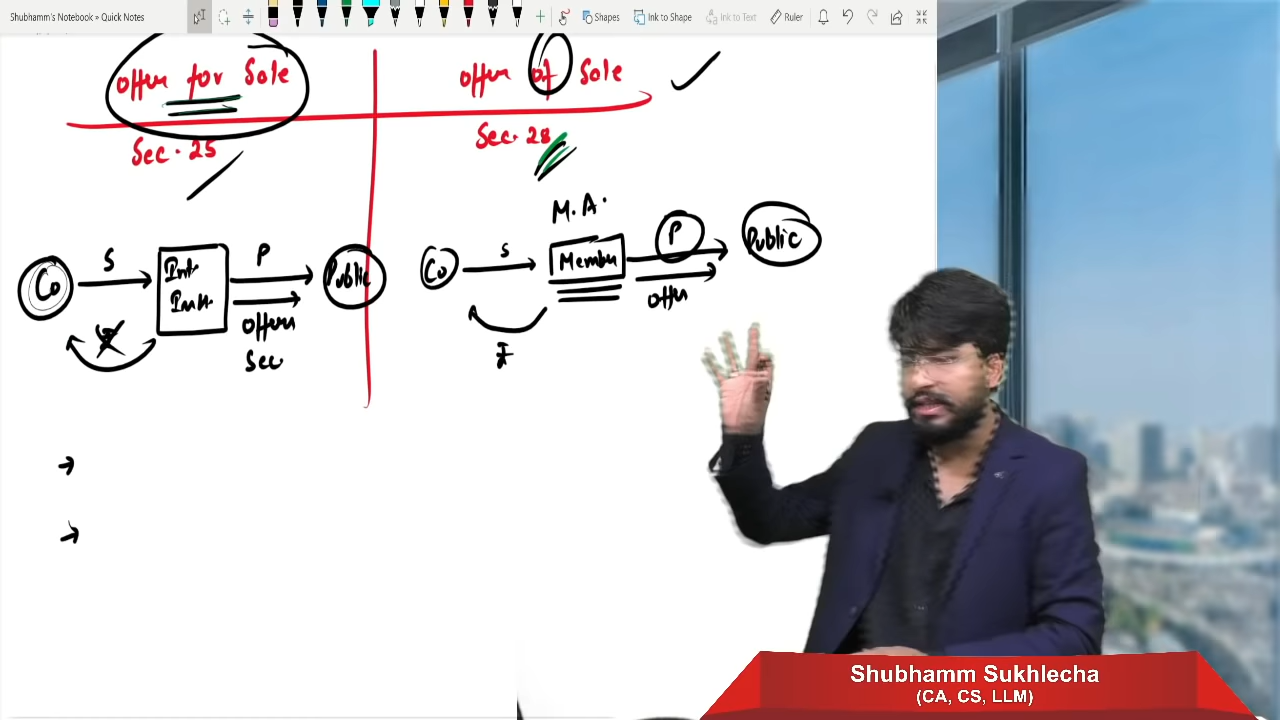 Shubhamm's Notebook » Quick Notes
Shapes
Ink to Shape
Ink to Text
Ruler
Offer for Sale
Offer of Sale
Sec. 25
Sec. 28
Co
S
P
Public
Offer
Sec
M.A.
Co
S
Member
P
Public
offer
Shubhamm Sukhlecha
(CA, CS, LLM)